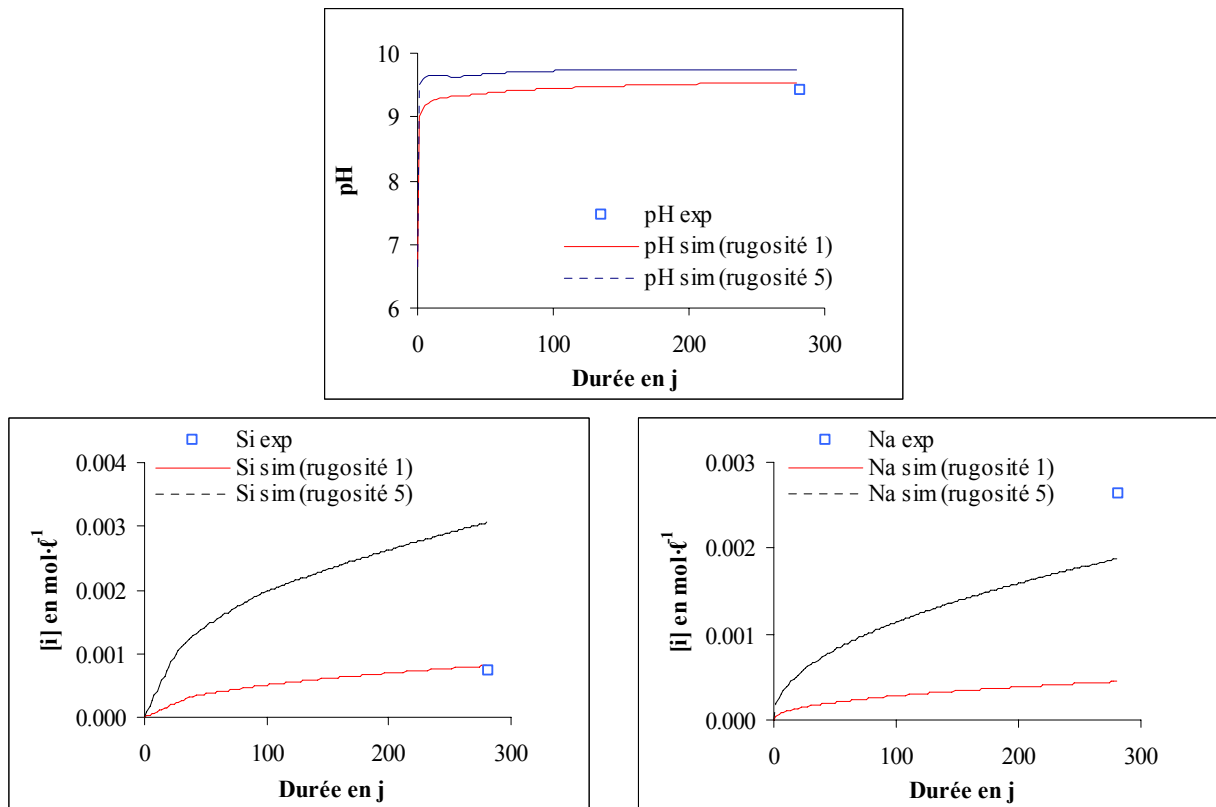 10
9
8
7
6
pH
pH exp
pH sim (rugosité 1)
pH sim (rugosité 5)
0
100
200
300
Durée en j
Si exp
Si sim (rugosité 1)
Si sim (rugosité 5)
0.004
0.003
0.002
0.001
0.000
[i] en mol·ℓ⁻¹
0
100
200
300
Durée en j
Na exp
Na sim (rugosité 1)
Na sim (rugosité 5)
0.003
0.002
0.001
0.000
[i] en mol·ℓ⁻¹
0
100
200
300
Durée en j